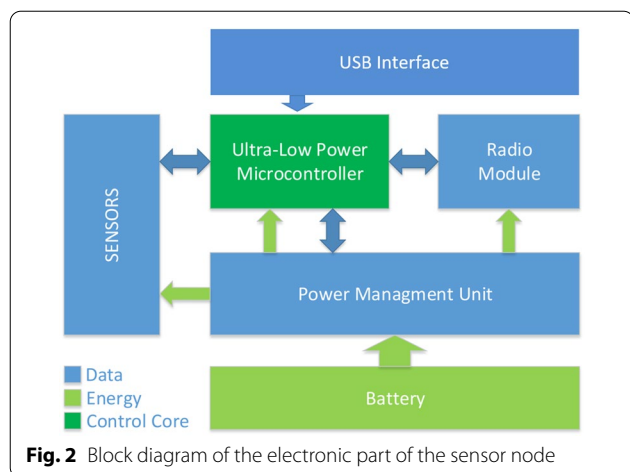 USB Interface
Ultra-Low Power
Microcontroller
Radio
Module
SENSORS
Power Managment Unit
Battery
Data
Energy
Control Core
Fig. 2 Block diagram of the electronic part of the sensor node